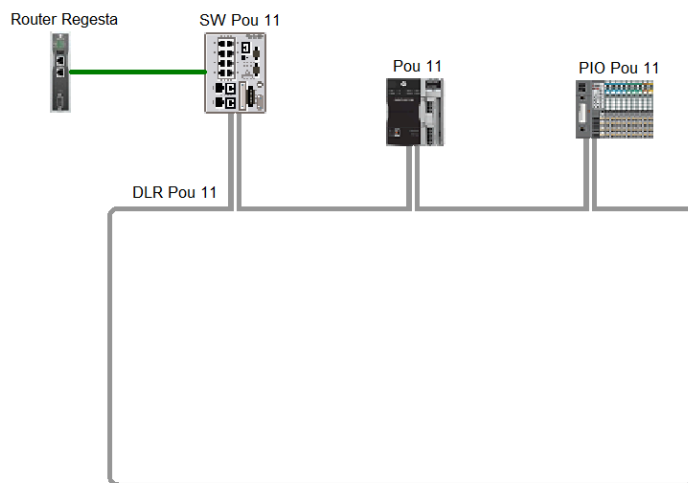 Router Regesta
SW Pou 11
Pou 11
PIO Pou 11
DLR Pou 11